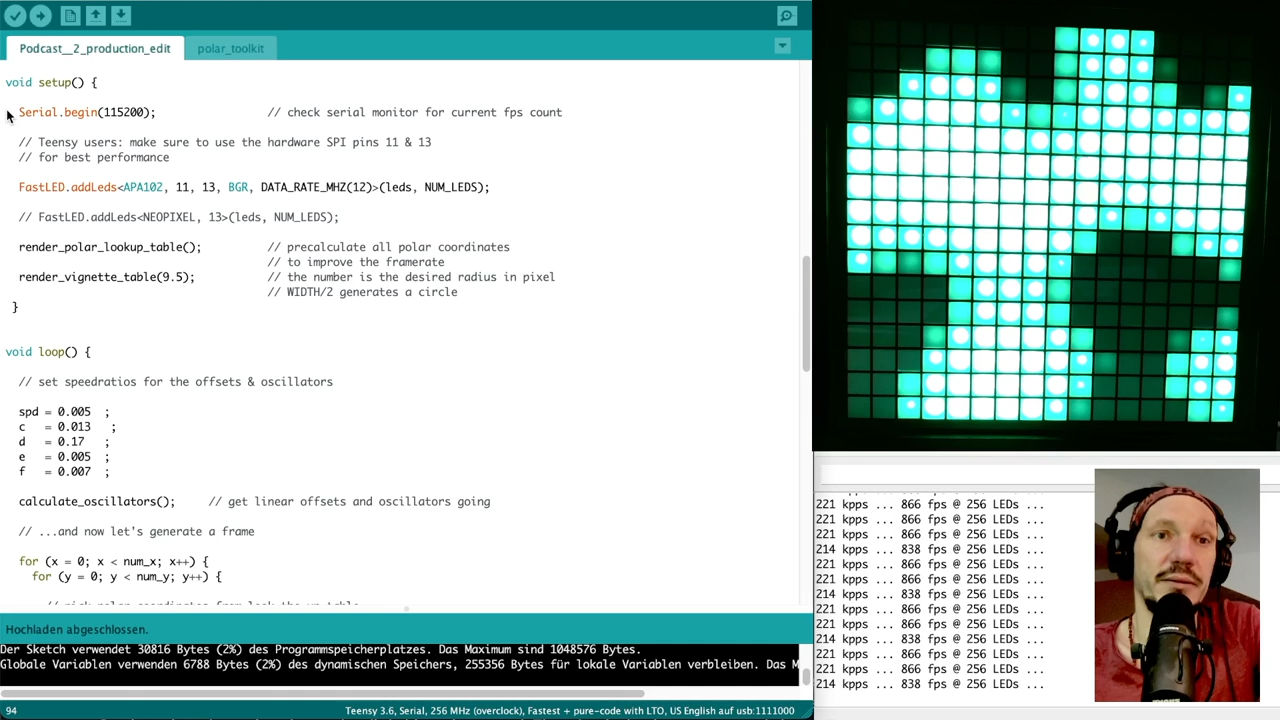 Podcast__2_production_edit
polar_toolkit
void setup() {
Serial.begin(115200); // check serial monitor for current fps count
// Teensy users: make sure to use the hardware SPI pins 11 & 13
// for best performance
FastLED.addLeds<APA102, 11, 13, BGR, DATA_RATE_MHZ(12)>(leds, NUM_LEDS);
// FastLED.addLeds<NEOPIXEL, 13>(leds, NUM_LEDS);
render_polar_lookup_table(); // precalculate all polar coordinates
// to improve the framerate
render_vignette_table(9.5); // the number is the desired radius in pixel
// WIDTH/2 generates a circle
}
void loop() {
// set speedratios for the offsets & oscillators
spd = 0.005 ;
c = 0.013 ;
d = 0.17 ;
e = 0.005 ;
f = 0.007 ;
calculate_oscillators(); // get linear offsets and oscillators going
// ...and now let's generate a frame
for (x = 0; x < num_x; x++) {
for (y = 0; y < num_y; y++) {
Hochladen abgeschlossen.
Der Sketch verwendet 30816 Bytes (2%) des Programmspeicherplatzes. Das Maximum sind 1048576 Bytes.
Globale Variablen verwenden 6788 Bytes (2%) des dynamischen Speichers, 255356 Bytes für lokale Variablen verbleiben. Das M
94
Teensy 3.6, Serial, 256 MHz (overclock), Fastest + pure-code with LTO, US English auf usb:1111000
221 kpps ... 866 fps @ 256 LEDs ...
221 kpps ... 866 fps @ 256 LEDs ...
221 kpps ... 866 fps @ 256 LEDs ...
214 kpps ... 838 fps @ 256 LEDs ...
221 kpps ... 866 fps @ 256 LEDs ...
221 kpps ... 866 fps @ 256 LEDs ...
214 kpps ... 838 fps @ 256 LEDs ...
221 kpps ... 866 fps @ 256 LEDs ...
221 kpps ... 866 fps @ 256 LEDs ...
214 kpps ... 838 fps @ 256 LEDs ...
221 kpps ... 866 fps @ 256 LEDs ...
221 kpps ... 866 fps @ 256 LEDs ...
214 kpps ... 838 fps @ 256 LEDs ...